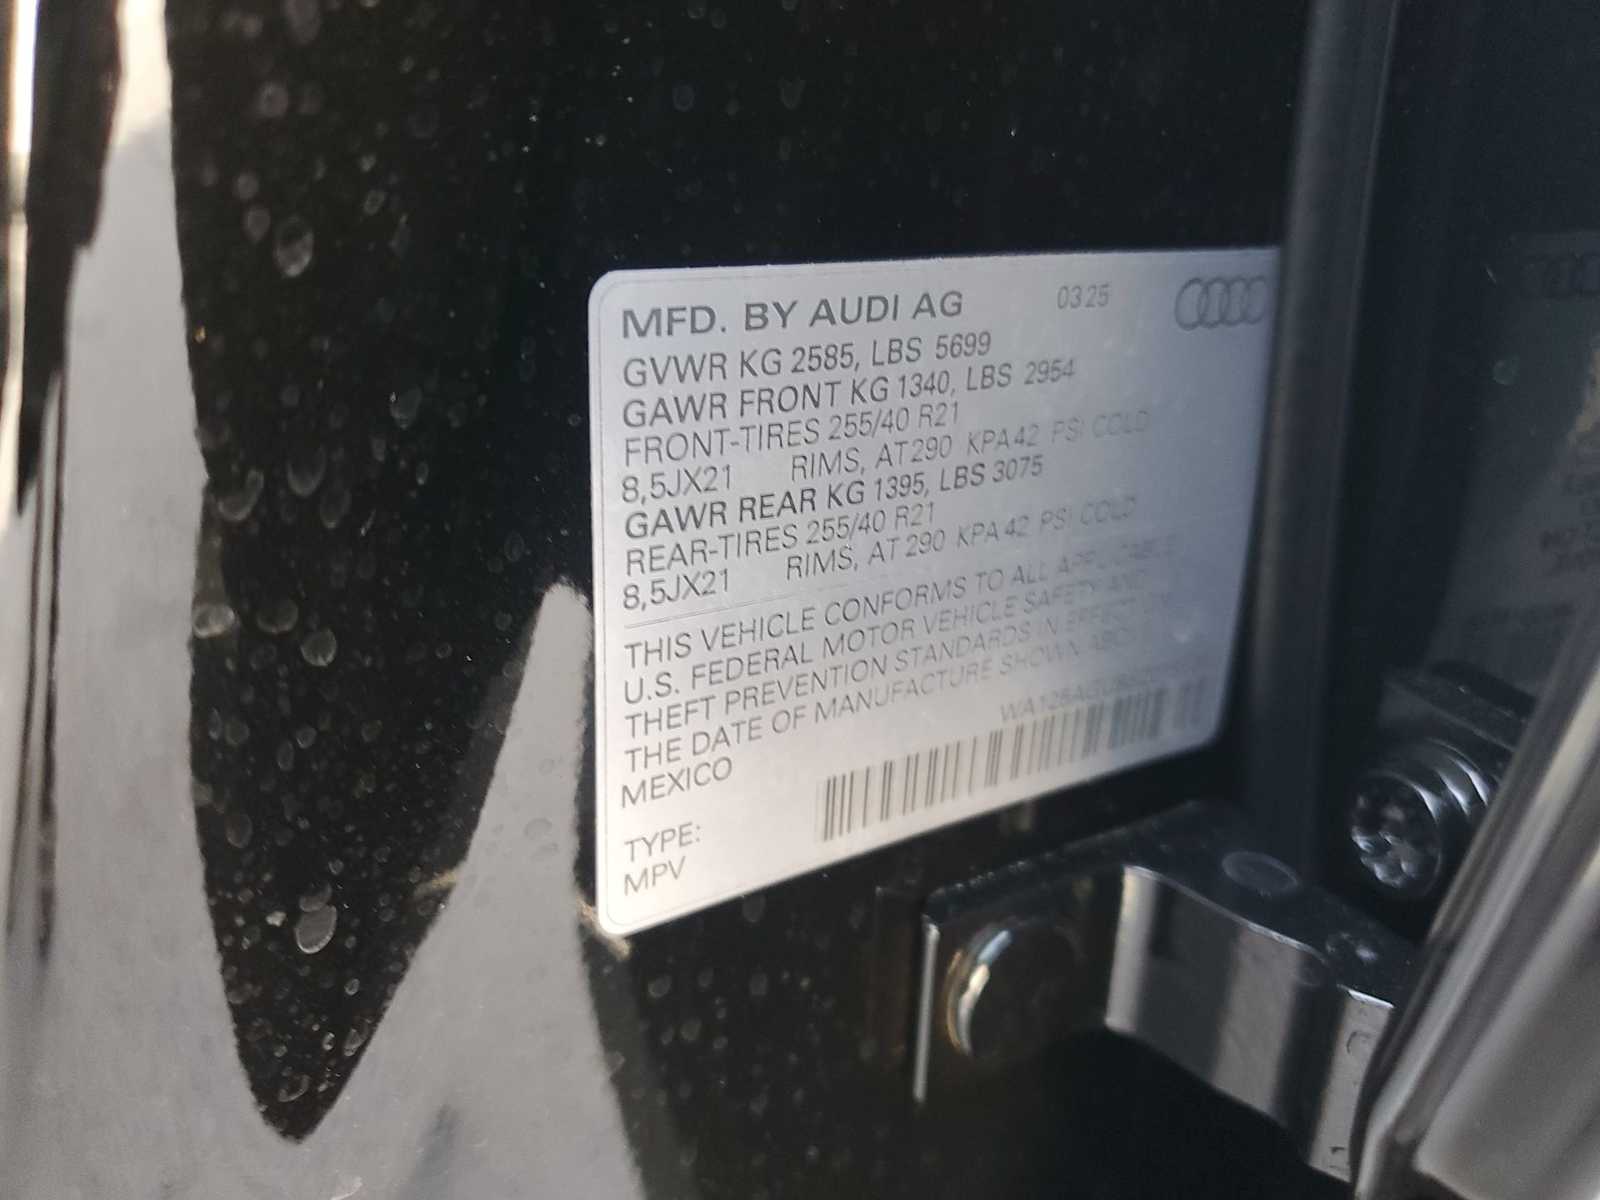 MFD. BY AUDI AG 0325
GVWR KG 2585, LBS 5699
GAWR FRONT KG 1340, LBS 2954
FRONT-TIRES 255/40 R21
8,5JX21 RIMS, AT 290 KPA 42 PSI COLD
GAWR REAR KG 1395, LBS 3075
REAR-TIRES 255/40 R21
8,5JX21 RIMS, AT 290 KPA 42 PSI COLD
THIS VEHICLE CONFORMS TO ALL APPLICABLE
U.S. FEDERAL MOTOR VEHICLE SAFETY AND
THEFT PREVENTION STANDARDS IN EFFECT ON
THE DATE OF MANUFACTURE SHOWN
MEXICO
TYPE:
MPV